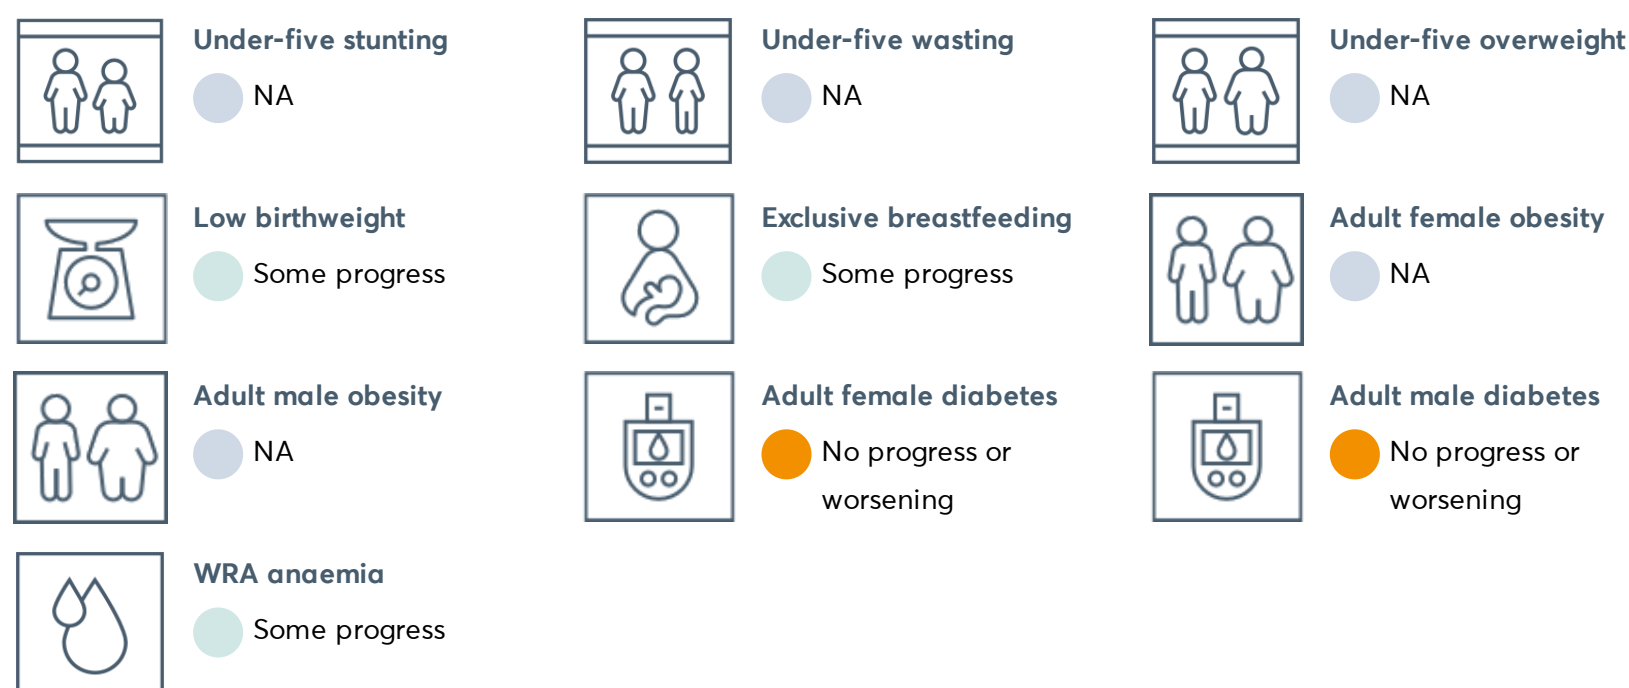 Under-five stunting
NA
Under-five wasting
NA
Under-five overweight
NA
Low birthweight
Some progress
Exclusive breastfeeding
Some progress
Adult female obesity
NA
Adult male obesity
NA
Adult female diabetes
No progress or
worsening
Adult male diabetes
No progress or
worsening
WRA anaemia
Some progress